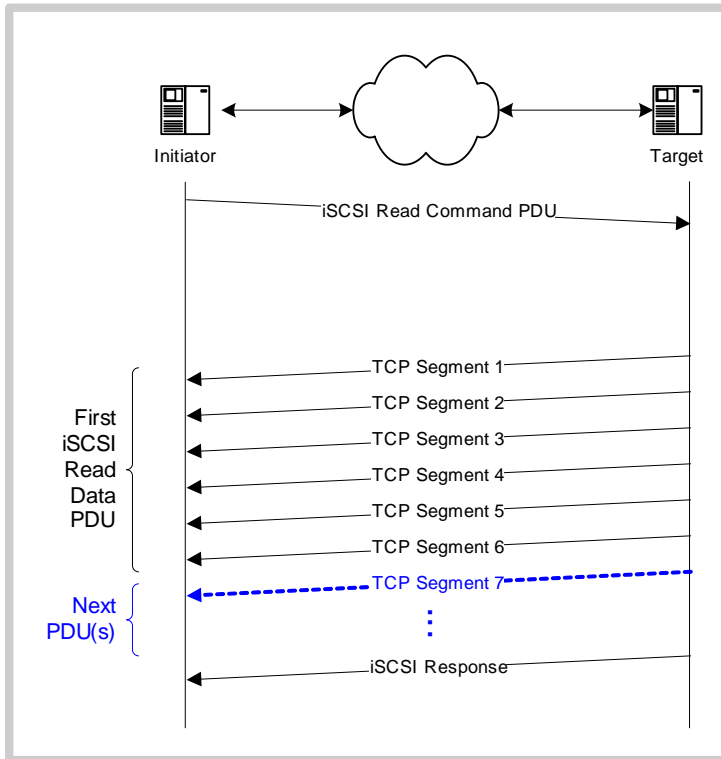 Initiator
Target
iSCSI Read Command PDU
TCP Segment 1
TCP Segment 2
TCP Segment 3
TCP Segment 4
TCP Segment 5
TCP Segment 6
First
iSCSI
Read
Data
PDU
TCP Segment 7
Next
PDU(s)
iSCSI Response